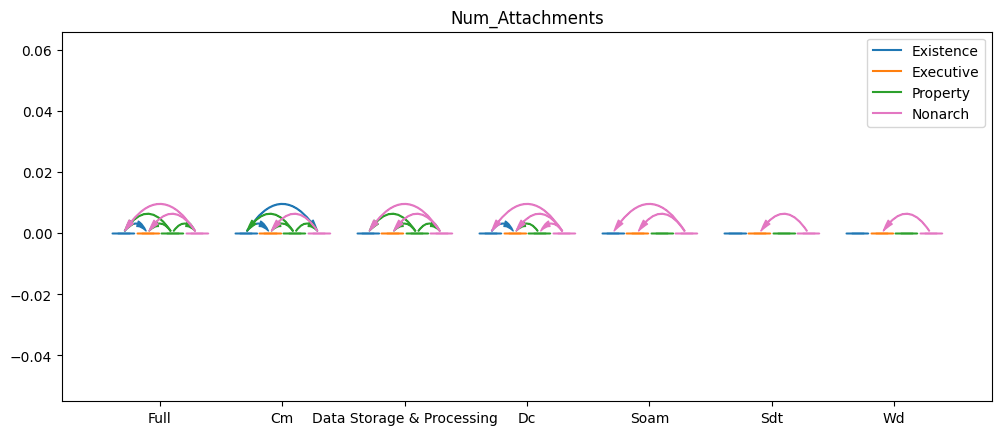 Num_Attachments
Existence
Executive
Property
Nonarch
0.06
0.04
0.02
0.00
−0.02
−0.04
Full Cm Data Storage & Processing Dc Soam Sdt Wd